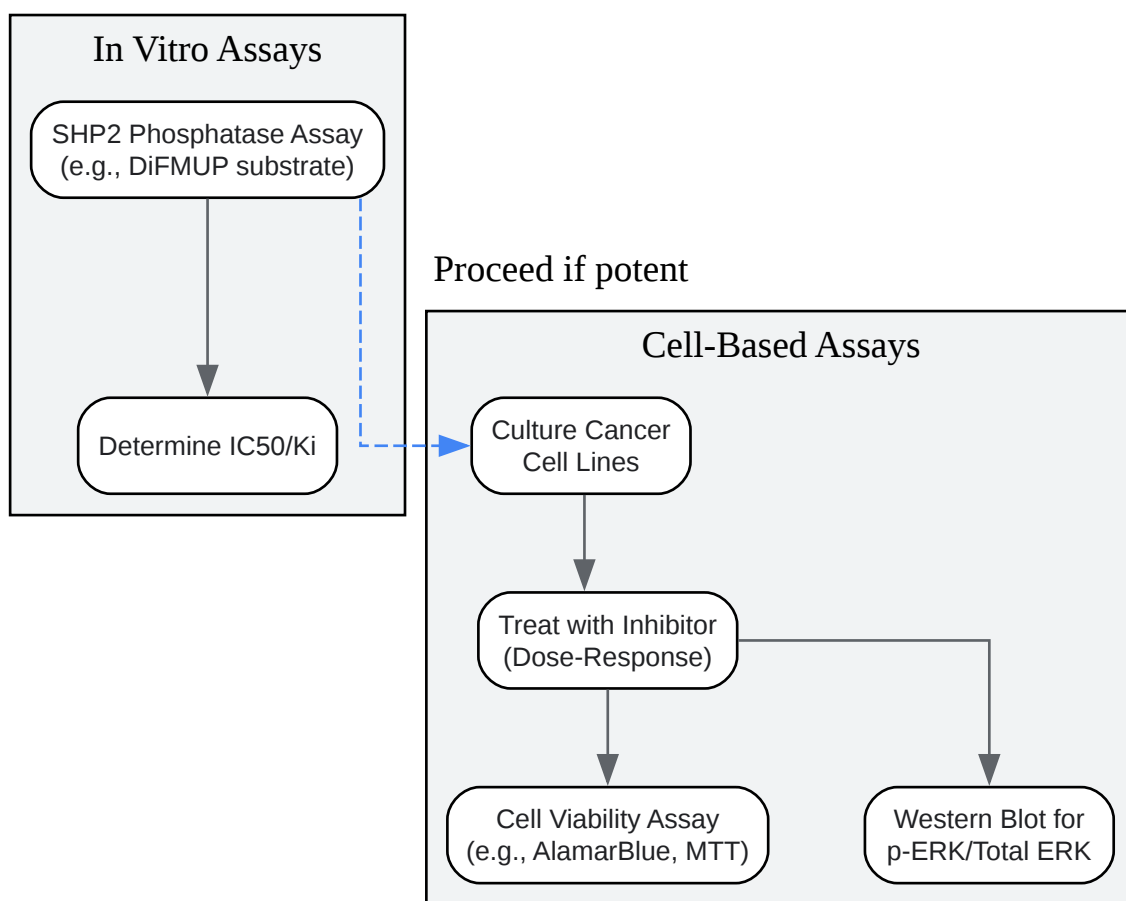 In Vitro Assays
SHP2 Phosphatase Assay
(e.g., DiFMUP substrate)
Determine IC50/Ki
Proceed if potent
Cell-Based Assays
Culture Cancer
Cell Lines
Treat with Inhibitor
(Dose-Response)
Cell Viability Assay
(e.g., AlamarBlue, MTT)
Western Blot for
p-ERK/Total ERK